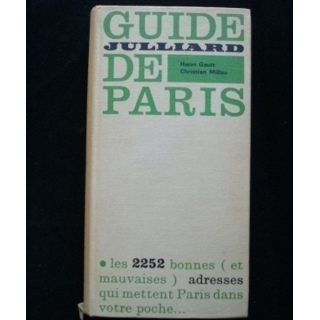 GUIDE
JULLIARD
DE
Henri Gault
Christian Millau
PARIS
• les 2252 bonnes ( et
mauvaises ) adresses
qui mettent Paris dans
votre poche...